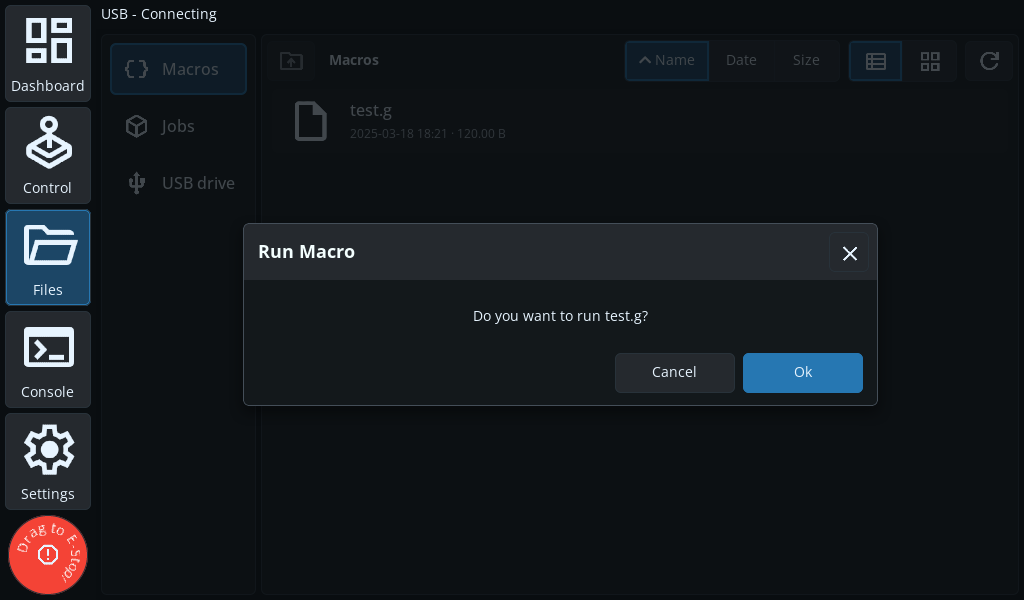 USB - Connecting
Dashboard
Control
Files
Console
Settings
Drag to E-Stop!
Macros
Jobs
USB drive
Macros
Name
Date
Size
test.g
2025-03-18 18:21 · 120.00 B
Run Macro
Do you want to run test.g?
Cancel
Ok